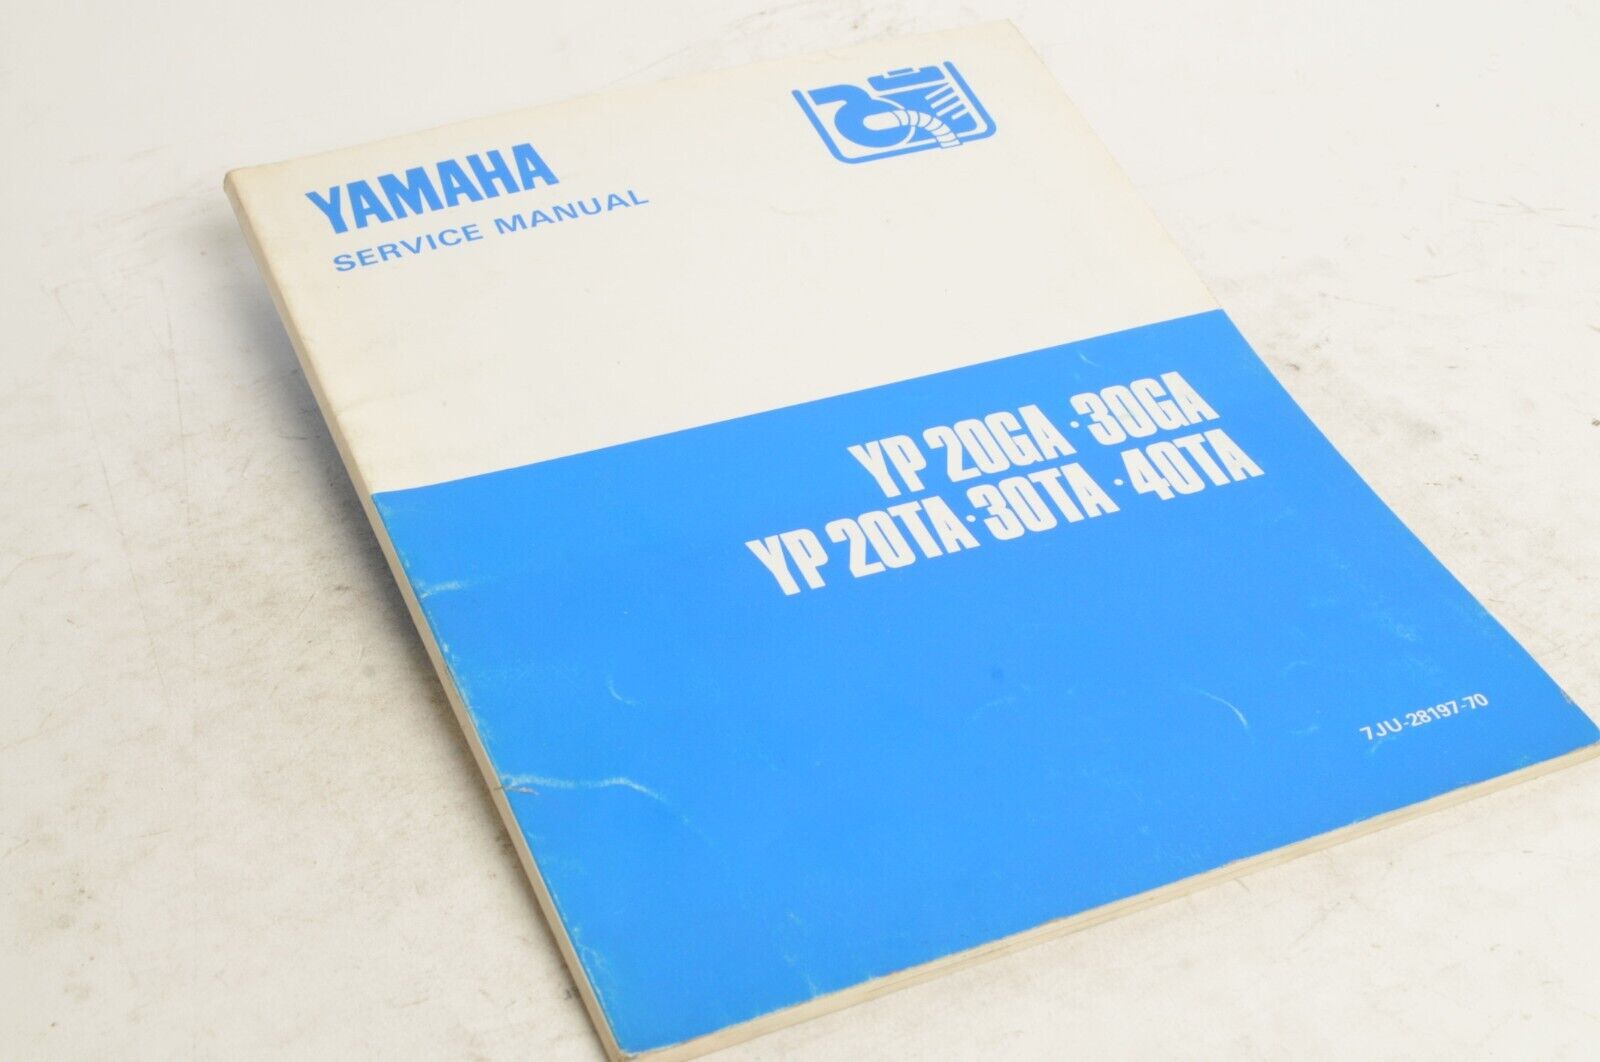 YAMAHA
SERVICE MANUAL
YP 20GA · 30GA
YP 20TA · 30TA · 40TA
7JU-28197-70